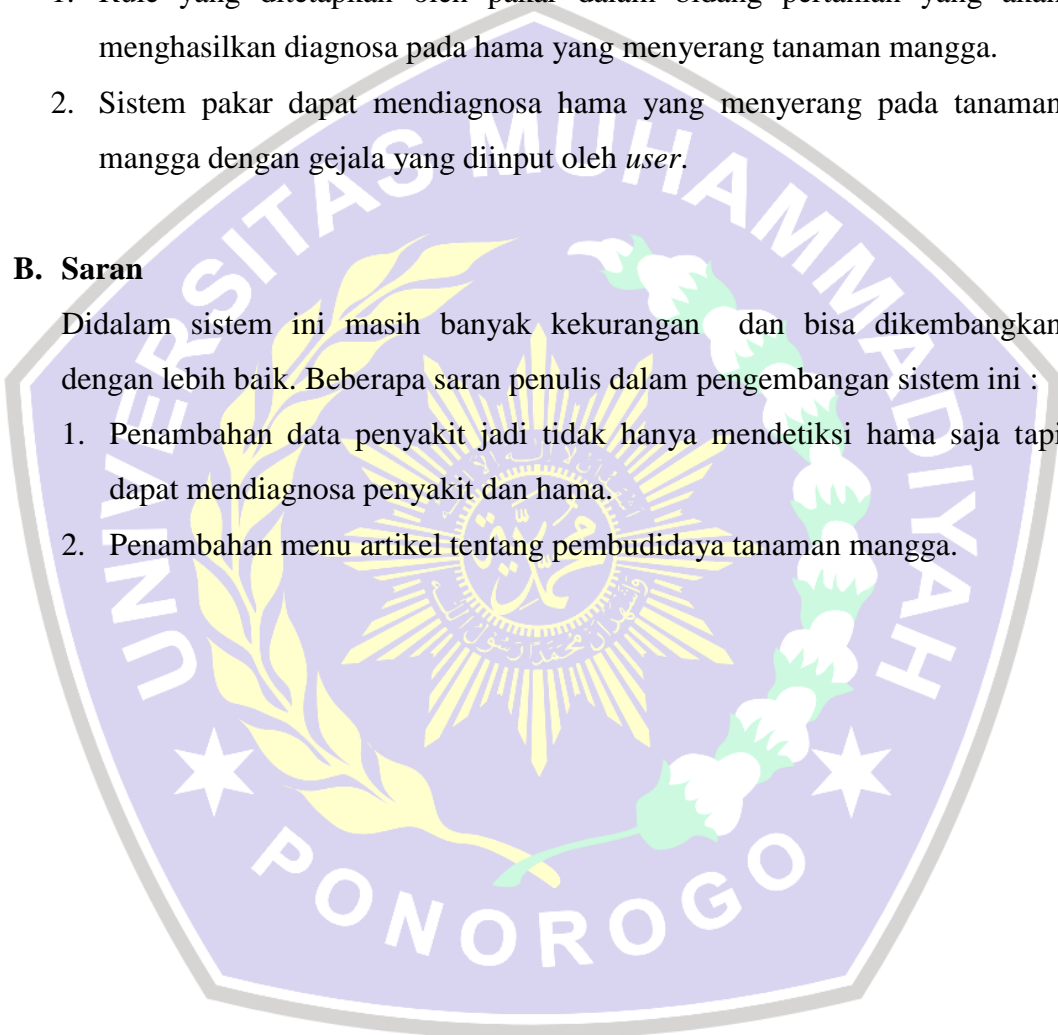 1. Rule yang ditetapkan oleh pakar dalam bidang pertanian yang akan
menghasilkan diagnosa pada hama yang menyerang tanaman mangga.
2. Sistem pakar dapat mendiagnosa hama yang menyerang pada tanaman
mangga dengan gejala yang diinput oleh user.
B. Saran
Didalam sistem ini masih banyak kekurangan dan bisa dikembangkan
dengan lebih baik. Beberapa saran penulis dalam pengembangan sistem ini :
1. Penambahan data penyakit jadi tidak hanya mendetiksi hama saja tapi
dapat mendiagnosa penyakit dan hama.
2. Penambahan menu artikel tentang pembudidaya tanaman mangga.
UNIVERSITAS MUHAMMADIYAH
PONOROGO